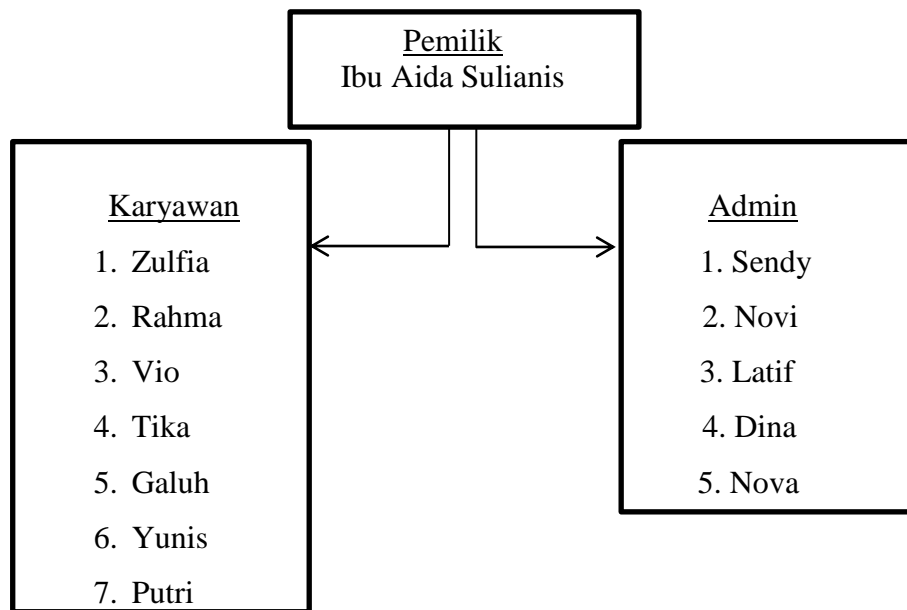 Pemilik
Ibu Aida Sulianis
Karyawan
1. Zulfia
2. Rahma
3. Vio
4. Tika
5. Galuh
6. Yunis
7. Putri
Admin
1. Sendy
2. Novi
3. Latif
4. Dina
5. Nova